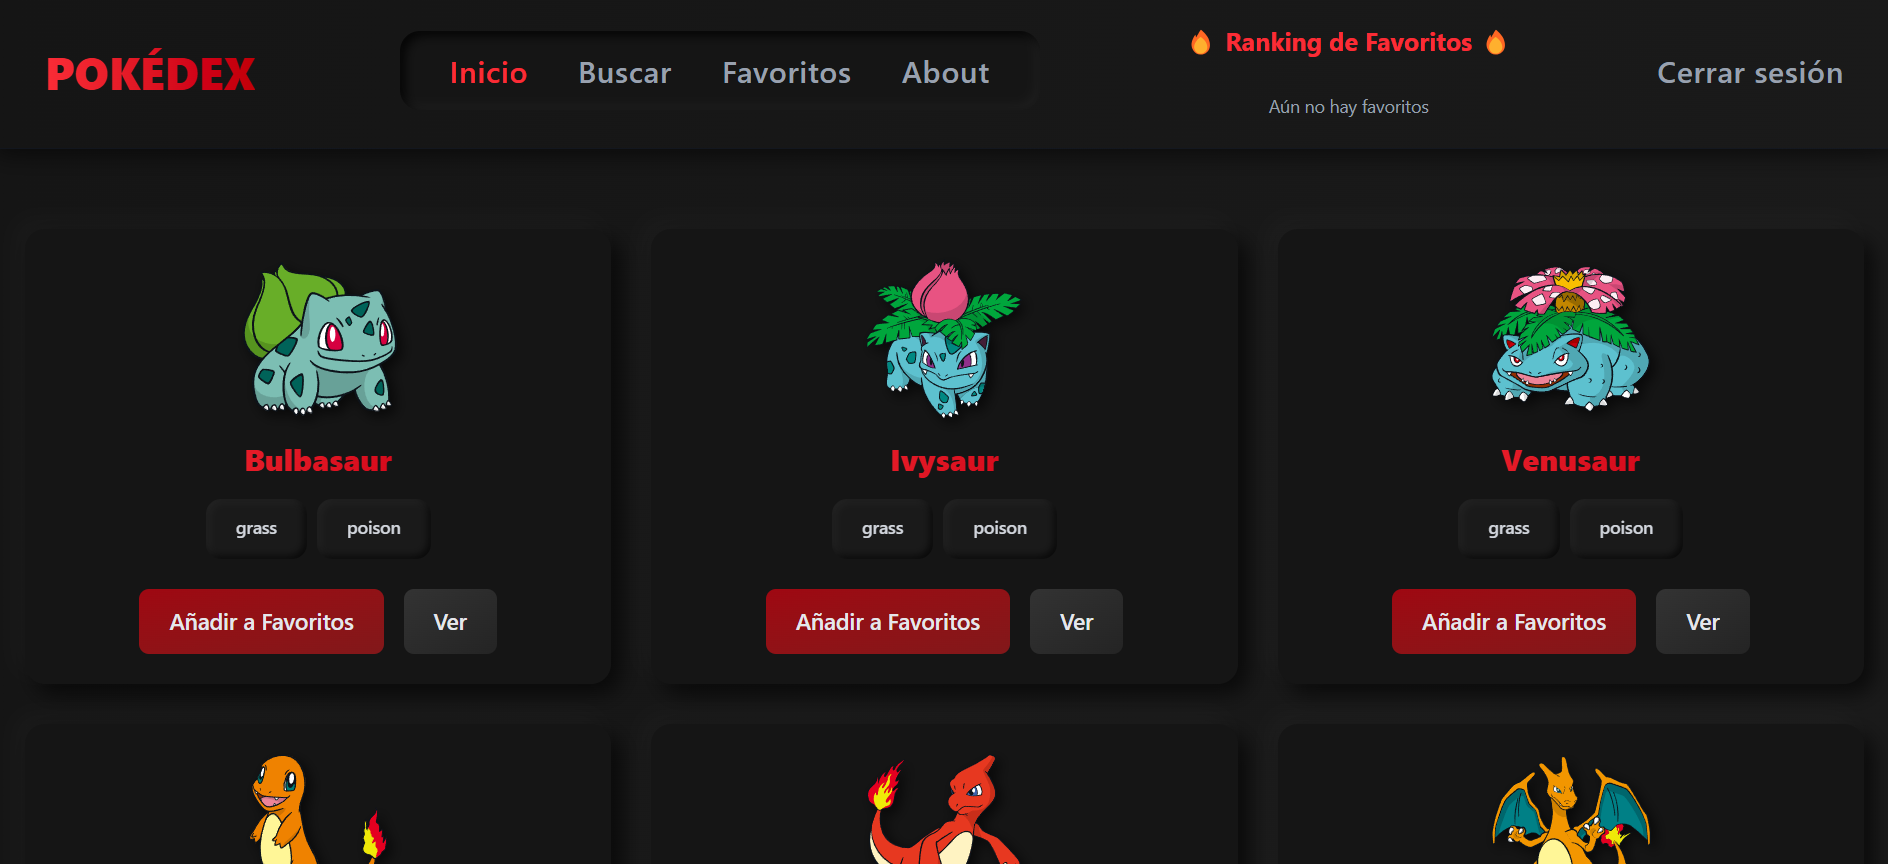 POKÉDEX
Inicio Buscar Favoritos About
🔥 Ranking de Favoritos 🔥
Aún no hay favoritos
Cerrar sesión
Bulbasaur
grass poison
Añadir a Favoritos Ver
Ivysaur
grass poison
Añadir a Favoritos Ver
Venusaur
grass poison
Añadir a Favoritos Ver